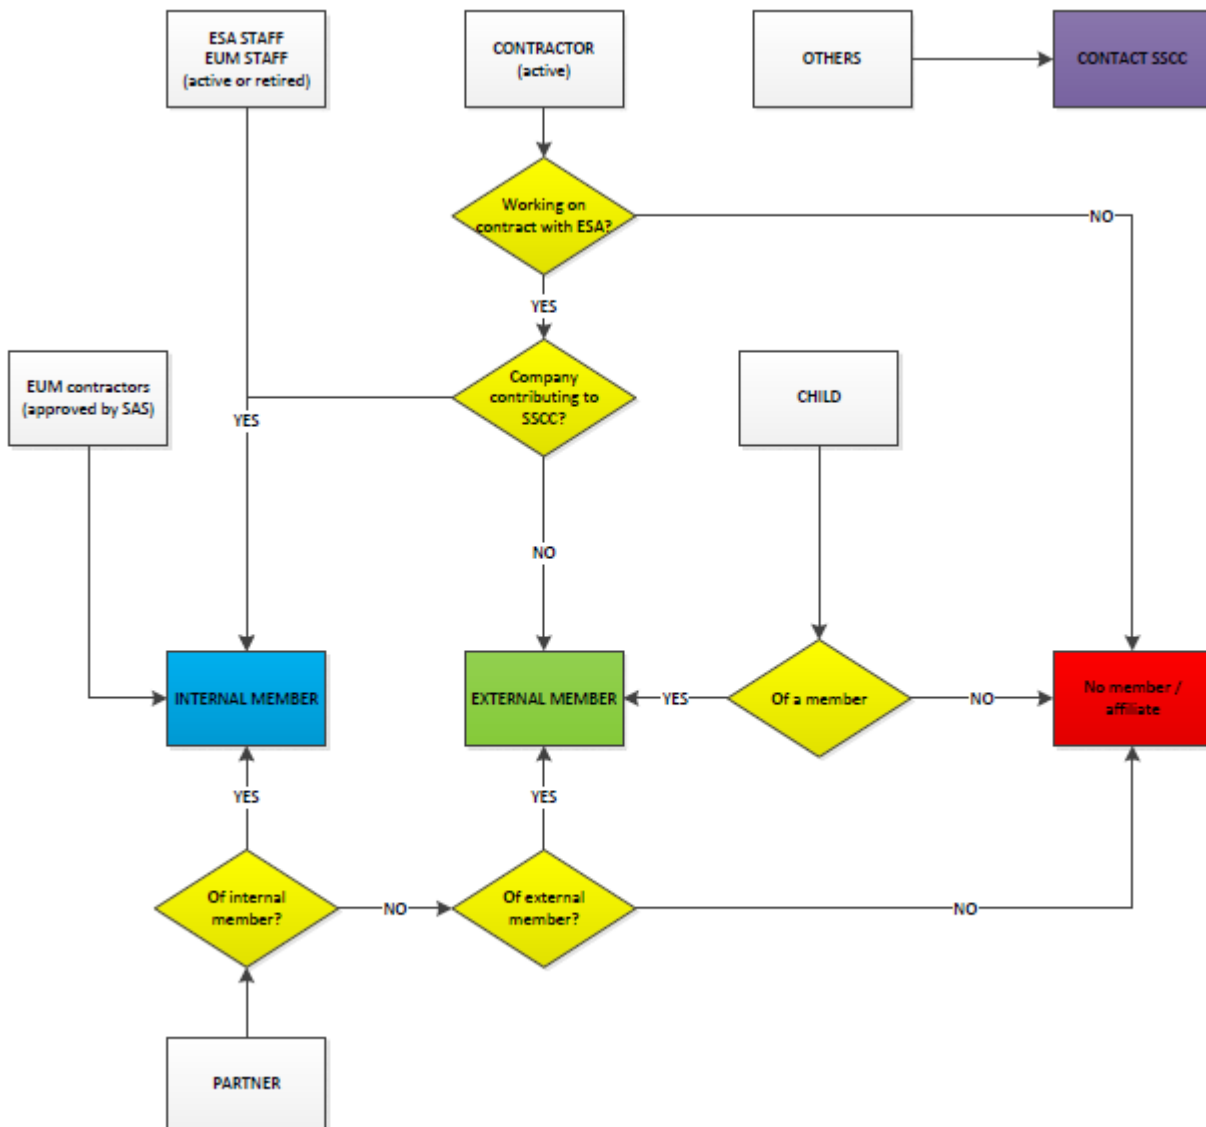 ESA STAFF
EUM STAFF
(active or retired)
CONTRACTOR
(active)
OTHERS
CONTACT SSCC
Working on
contract with ESA?
NO
YES
EUM contractors
(approved by SAS)
YES
Company
contributing to
SSCC?
CHILD
NO
INTERNAL MEMBER
EXTERNAL MEMBER
YES
Of a member
NO
No member /
affiliate
YES
YES
Of internal
member?
NO
Of external
member?
NO
PARTNER